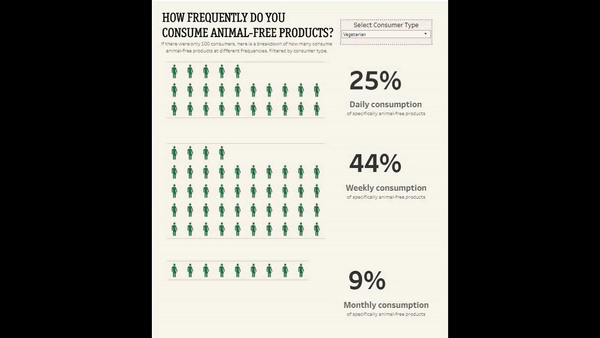 HOW FREQUENTLY DO YOU
CONSUME ANIMAL-FREE PRODUCTS?
If there were only 100 consumers, here is a breakdown of how many consume
animal-free products at different frequencies, filtered by consumer type.
Select Consumer Type
Vegetarian
25%
Daily consumption
of specifically animal-free products
44%
Weekly consumption
of specifically animal-free products
9%
Monthly consumption
of specifically animal-free products